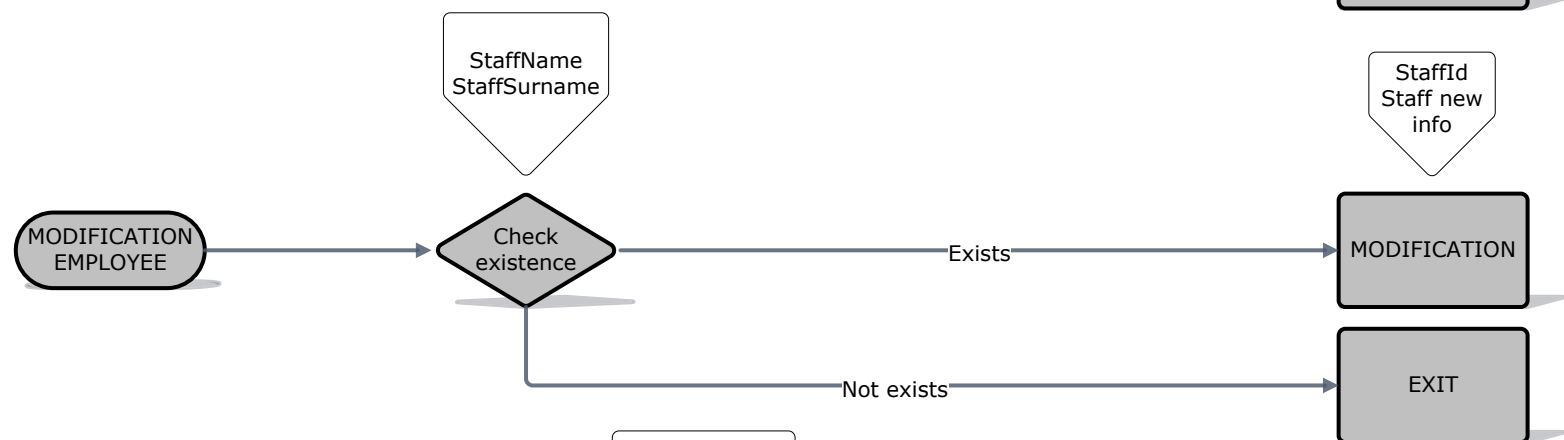 StaffName
StaffSurname
StaffId
Staff new
info
MODIFICATION
EMPLOYEE
Check
existence
Exists
MODIFICATION
Not exists
EXIT